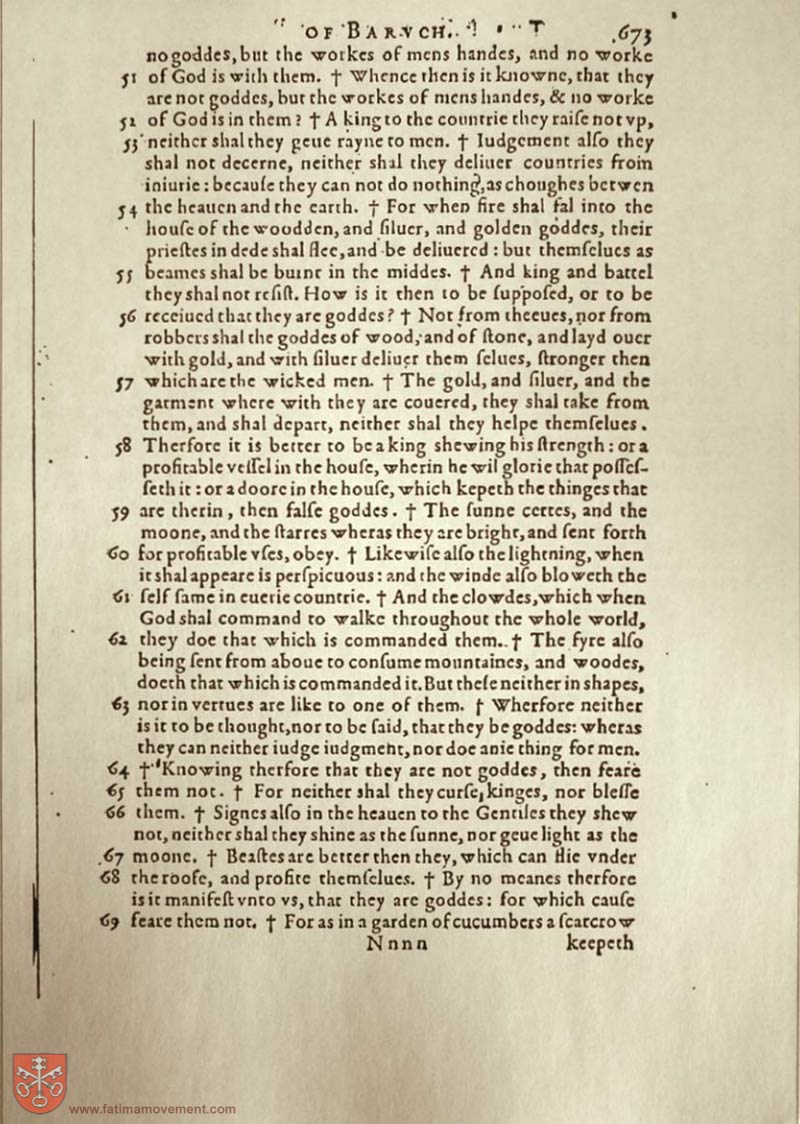 OF BARVCH. 673
no goddes, but the workes of mens handes, and no worke
51 of God is with them. † Whence then is it knowne, that they
are not goddes, but the workes of mens handes, & no worke
52 of God is in them? † A king to the countrie they raiſe not vp,
53 neither shal they geue rayne to men. † Iudgement alſo they
shal not decerne, neither shal they deliuer countries from
iniurie: becauſe they can not do nothing, as choughes betwen
54 the heauen and the earth. † For when fire shal fal into the
houſe of the woodden, and ſiluer, and golden goddes, their
prieſtes in dede shal flee, and be deliuered: but themſelues as
55 beames shal be burnt in the middes. † And king and battel
they shal not reſiſt. How is it then to be ſuppoſed, or to be
56 receiued that they are goddes? † Not from theeues, nor from
robbers shal the goddes of wood, and of ſtone, and layd ouer
with gold, and with ſiluer deliuer them ſelues, ſtronger then
57 which are the wicked men. † The gold, and ſiluer, and the
garment where with they are couered, they shal take from
them, and shal depart, neither shal they helpe themſelues.
58 Therfore it is better to be a king shewing his ſtrength: or a
profitable veſſel in the houſe, wherin he wil glorie that poſſeſ-
ſeth it: or a doore in the houſe, which kepeth the thinges that
59 are therin, then falſe goddes. † The ſunne certes, and the
moone, and the ſtarres wheras they are bright, and ſent forth
60 for profitable vſes, obey. † Likewiſe alſo the lightning, when
it shal appeare is perſpicuous: and the winde alſo bloweth the
61 ſelf ſame in euerie countrie. † And the clowdes, which when
God shal command to walke throughout the whole world,
62 they doe that which is commanded them. † The fyre alſo
being ſent from aboue to conſume mountaines, and woodes,
doeth that which is commanded it. But theſe neither in shapes,
63 nor in vertues are like to one of them. † Wherfore neither
is it to be thought, nor to be ſaid, that they be goddes: wheras
they can neither iudge iudgment, nor doe anie thing for men.
64 † Knowing therfore that they are not goddes, then feare
65 them not. † For neither shal they curſe kinges, nor bleſſe
66 them. † Signes alſo in the heauen to the Gentiles they shew
not, neither shal they shine as the ſunne, nor geue light as the
67 moone. † Beaſtes are better then they, which can flie vnder
68 the roofe, and profite themſelues. † By no meanes therfore
is it manifeſt vnto vs, that they are goddes: for which cauſe
69 feare them not. † For as in a garden of cucumbers a ſcarcrow
Nnnn keepeth
www.fatimamovement.com